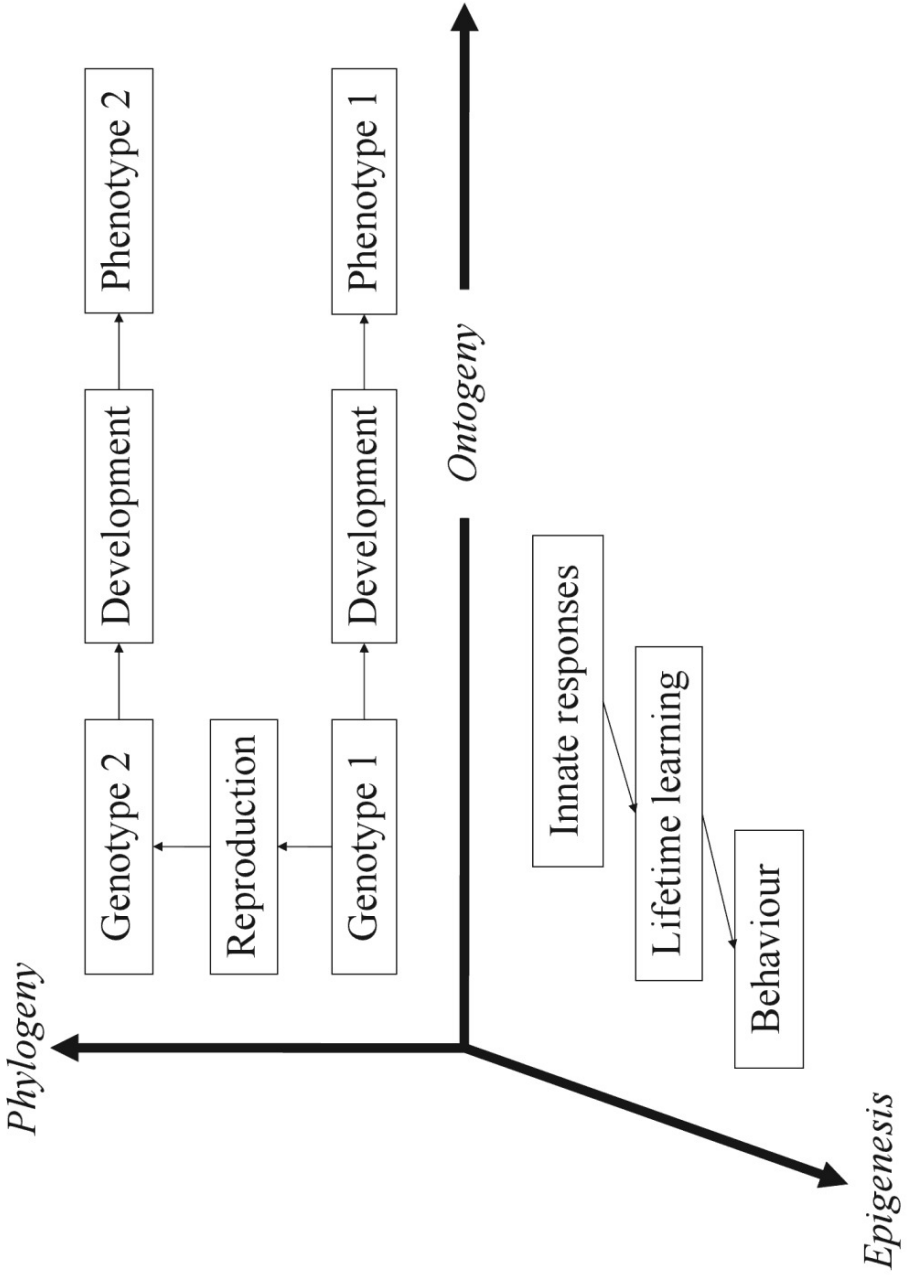 Phylogeny
Genotype 2
Development
Phenotype 2
Reproduction
Genotype 1
Development
Phenotype 1
Ontogeny
Innate responses
Lifetime learning
Behaviour
Epigenesis